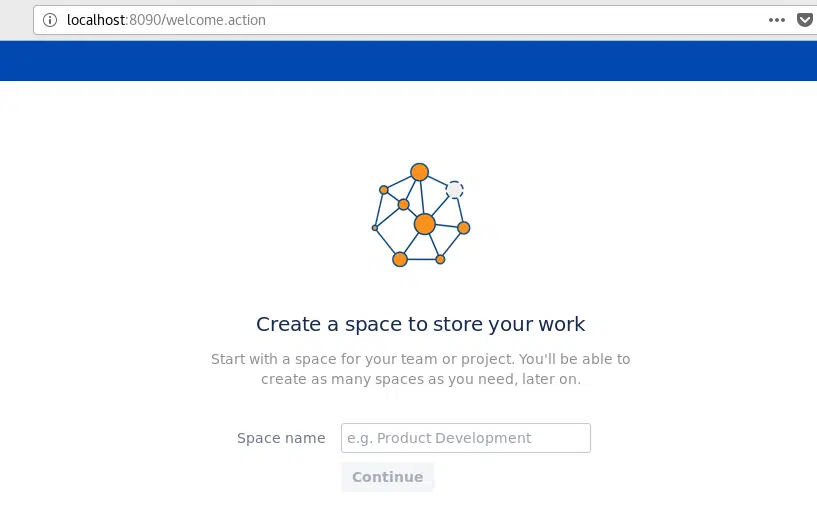 localhost:8090/welcome.action
Create a space to store your work
Start with a space for your team or project. You'll be able to
create as many spaces as you need, later on.
Space name
e.g. Product Development
Continue